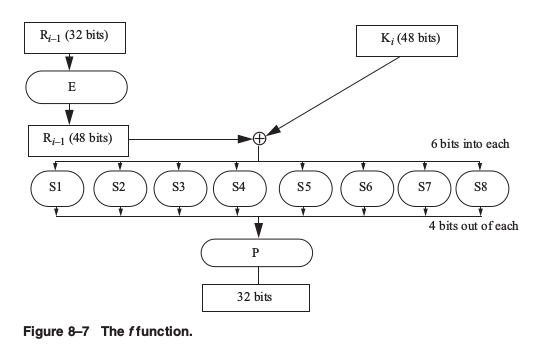 R_{i–1} (32 bits)
K_i (48 bits)
E
R_{i–1} (48 bits)
6 bits into each
S1 S2 S3 S4 S5 S6 S7 S8
4 bits out of each
P
32 bits
Figure 8–7 The f function.